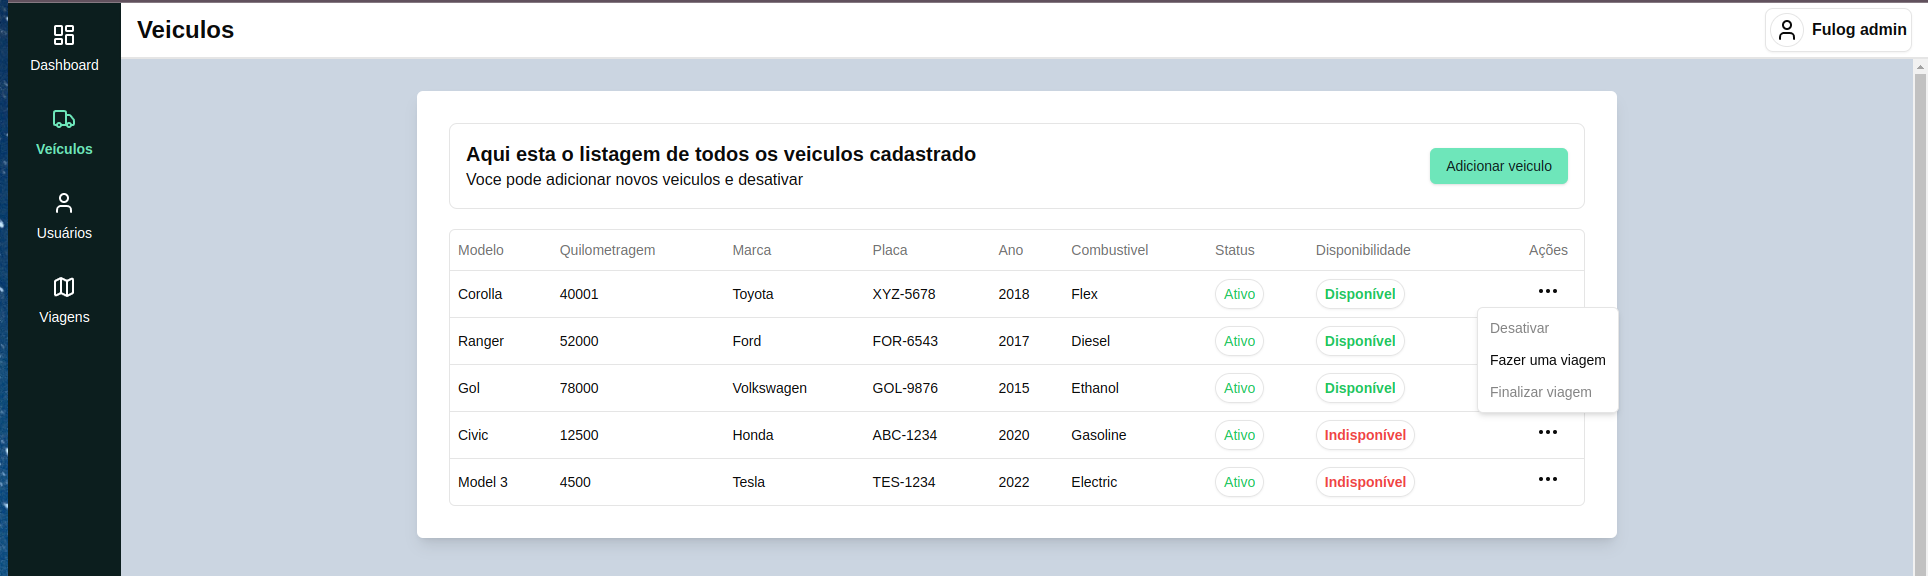 Veiculos
Fulog admin
Dashboard
Veículos
Usuários
Viagens
Aqui esta o listagem de todos os veiculos cadastrado
Voce pode adicionar novos veiculos e desativar
Adicionar veiculo
Modelo Quilometragem Marca Placa Ano Combustivel Status Disponibilidade Ações
Corolla 40001 Toyota XYZ-5678 2018 Flex Ativo Disponível
Ranger 52000 Ford FOR-6543 2017 Diesel Ativo Disponível
Gol 78000 Volkswagen GOL-9876 2015 Ethanol Ativo Disponível
Civic 12500 Honda ABC-1234 2020 Gasoline Ativo Indisponível
Model 3 4500 Tesla TES-1234 2022 Electric Ativo Indisponível
Desativar
Fazer uma viagem
Finalizar viagem